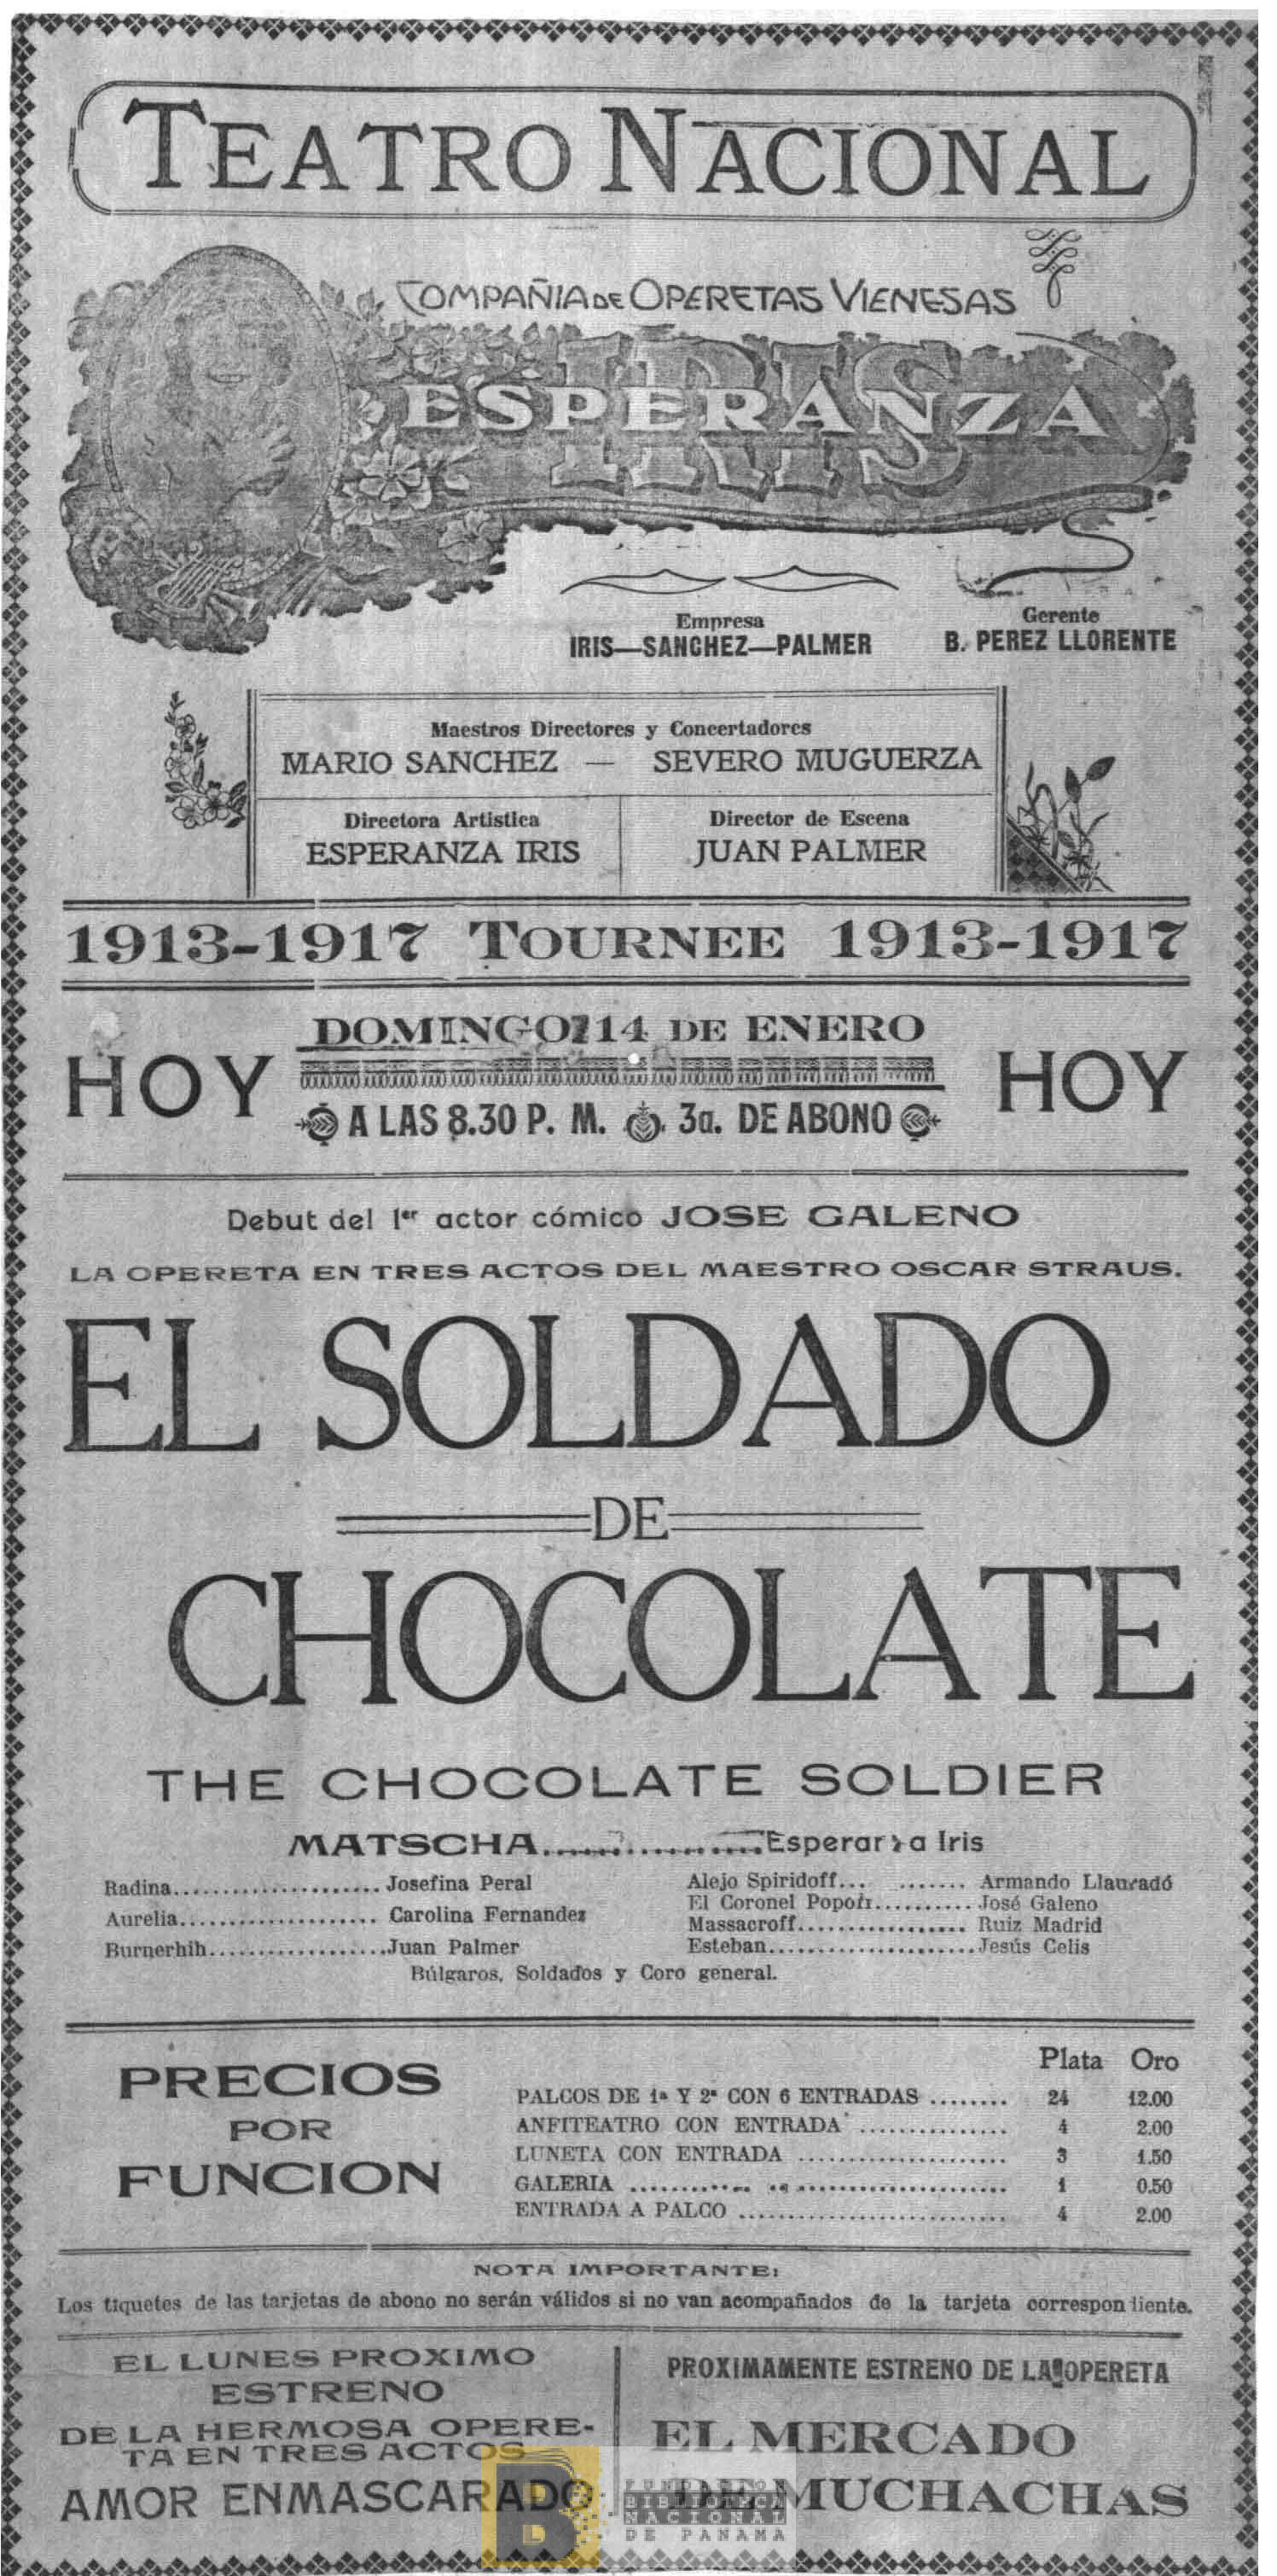 TEATRO NACIONAL
COMPAÑIA DE OPERETAS VIENESAS
ESPERANZA
IRIS
Empresa
IRIS—SANCHEZ—PALMER
Gerente
B. PEREZ LLORENTE
Maestros Directores y Concertadores
MARIO SANCHEZ — SEVERO MUGUERZA
Directora Artistica
ESPERANZA IRIS
Director de Escena
JUAN PALMER
1913-1917 TOURNEE 1913-1917
HOY
DOMINGO 14 DE ENERO
A LAS 8.30 P. M. 3a. DE ABONO
HOY
Debut del 1er actor cómico JOSE GALENO
LA OPERETA EN TRES ACTOS DEL MAESTRO OSCAR STRAUS.
EL SOLDADO
DE
CHOCOLATE
THE CHOCOLATE SOLDIER
MATSCHA.......................Esperanza Iris
Radina..................... Josefina Peral
Aurelia.................... Carolina Fernandez
Burnerhih..................Juan Palmer
Alejo Spiridoff... ....... Armando Llauradó
El Coronel Popoff.......... José Galeno
Massacroff................. Ruiz Madrid
Esteban.....................Jesús Celis
Búlgaros, Soldados y Coro general.
PRECIOS
POR
FUNCION
Plata Oro
PALCOS DE 1a Y 2a CON 6 ENTRADAS ........ 24 12.00
ANFITEATRO CON ENTRADA ............... 4 2.00
LUNETA CON ENTRADA ..................... 3 1.50
GALERIA ...................................... 1 0.50
ENTRADA A PALCO ........................... 4 2.00
NOTA IMPORTANTE:
Los tiquetes de las tarjetas de abono no serán válidos si no van acompañados de la tarjeta correspondiente.
EL LUNES PROXIMO
ESTRENO
DE LA HERMOSA OPERE-
TA EN TRES ACTOS
AMOR ENMASCARADO
PROXIMAMENTE ESTRENO DE LA OPERETA
EL MERCADO
DE MUCHACHAS
B
FUNDACION
BIBLIOTECA
NACIONAL
DE PANAMA